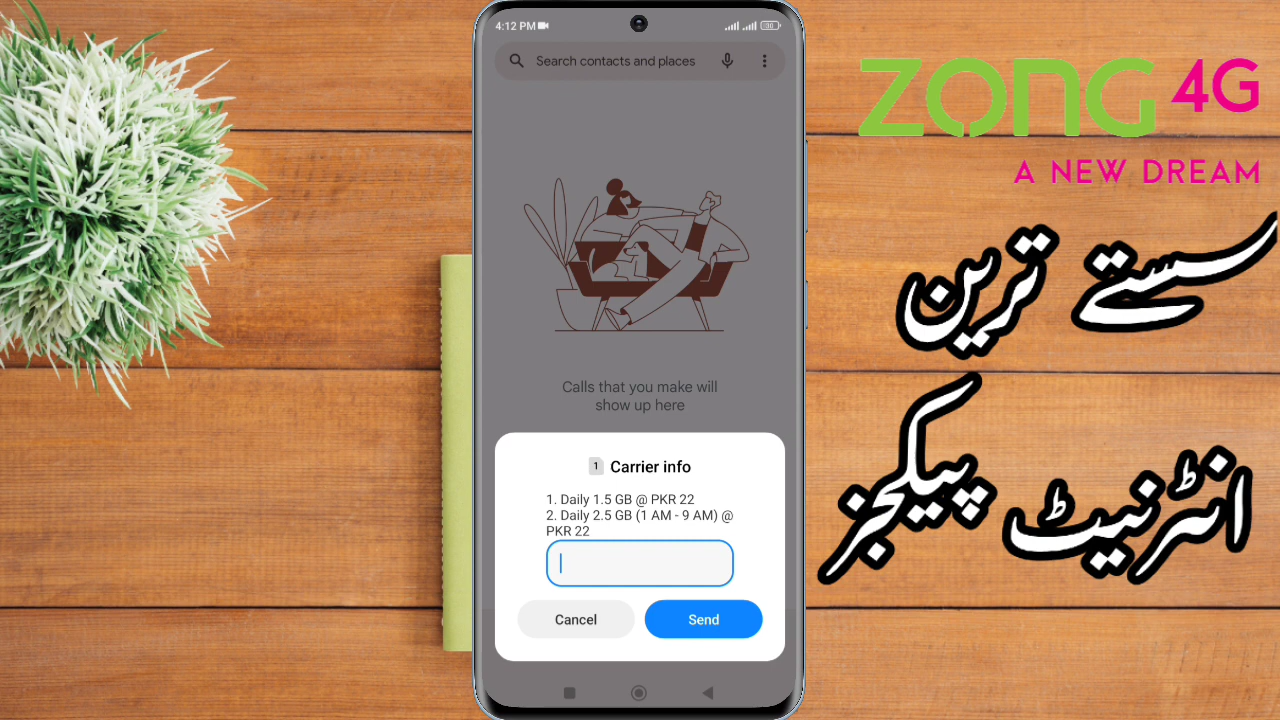 4:12 PM
Search contacts and places
Calls that you make will
show up here
1 Carrier info
1. Daily 1.5 GB @ PKR 22
2. Daily 2.5 GB (1 AM - 9 AM) @
PKR 22
Cancel
Send
ZONG 4G
A NEW DREAM
سستے ترین
انٹرنیٹ پیکجز